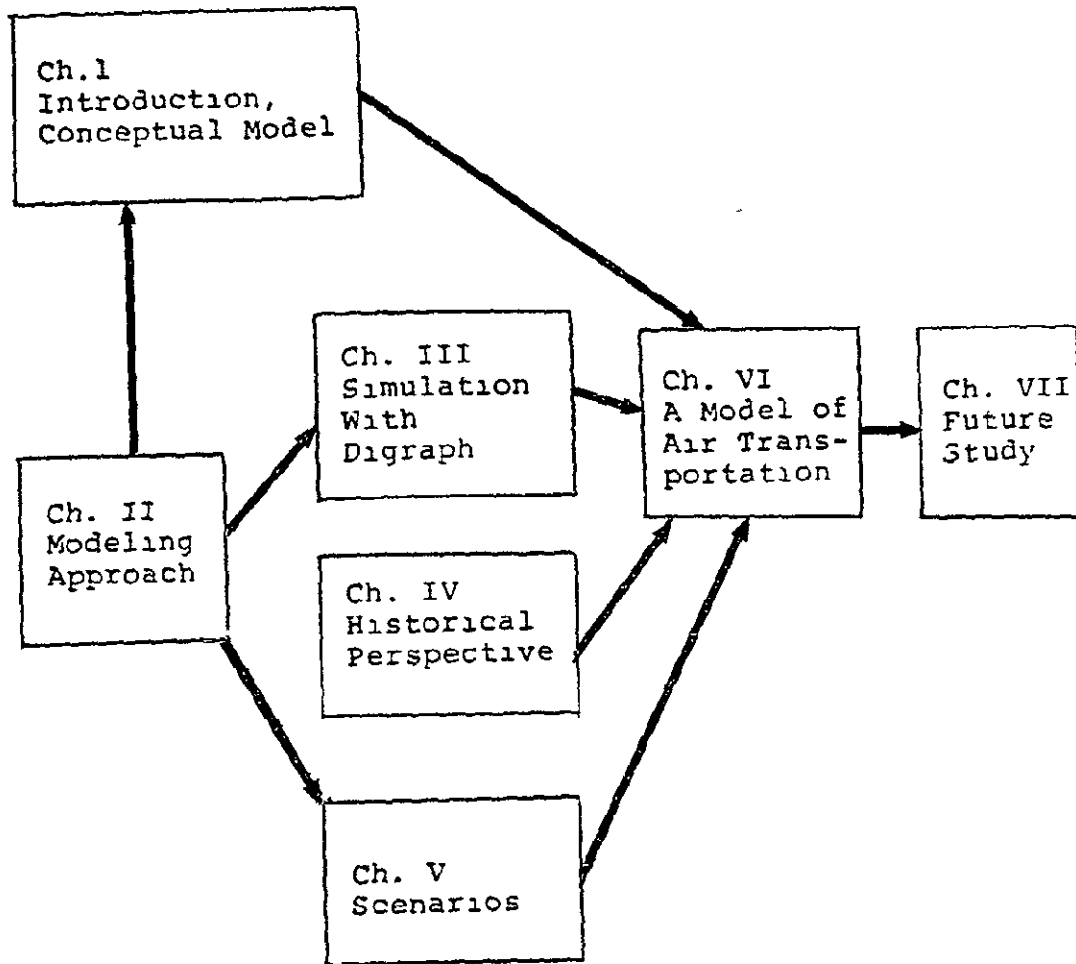 Ch.1
Introduction,
Conceptual Model
Ch. II
Modeling
Approach
Ch. III
Simulation
With
Digraph
Ch. IV
Historical
Perspective
Ch. V
Scenarios
Ch. VI
A Model of
Air Trans-
portation
Ch. VII
Future
Study